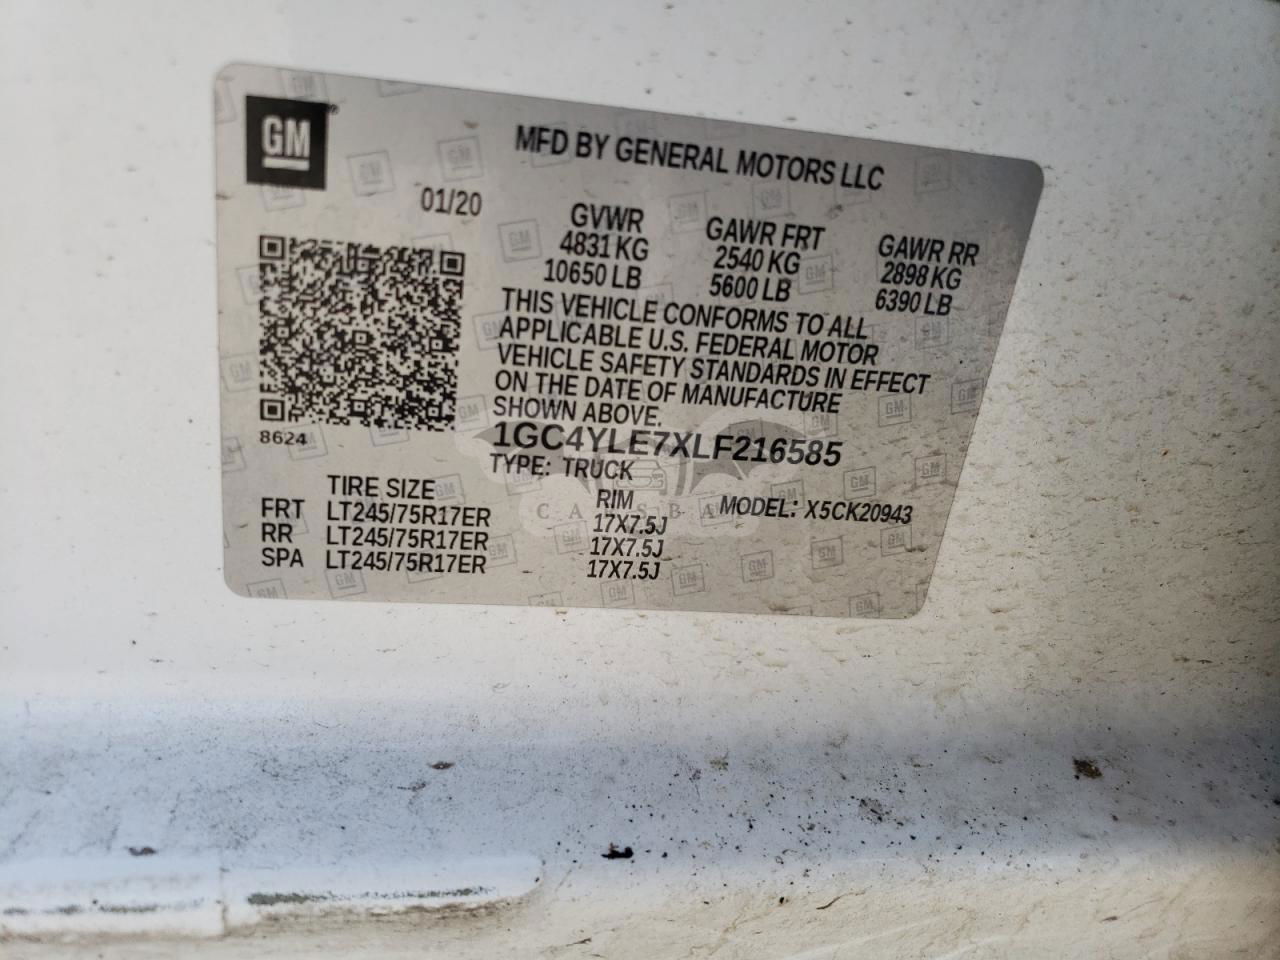 GM
MFD BY GENERAL MOTORS LLC
01/20
GVWR GAWR FRT GAWR RR
4831 KG 2540 KG 2898 KG
10650 LB 5600 LB 6390 LB
THIS VEHICLE CONFORMS TO ALL
APPLICABLE U.S. FEDERAL MOTOR
VEHICLE SAFETY STANDARDS IN EFFECT
ON THE DATE OF MANUFACTURE
SHOWN ABOVE.
8624
1GC4YLE7XLF216585
TYPE: TRUCK
MODEL: X5CK20943
TIRE SIZE RIM
FRT LT245/75R17ER 17X7.5J
RR LT245/75R17ER 17X7.5J
SPA LT245/75R17ER 17X7.5J